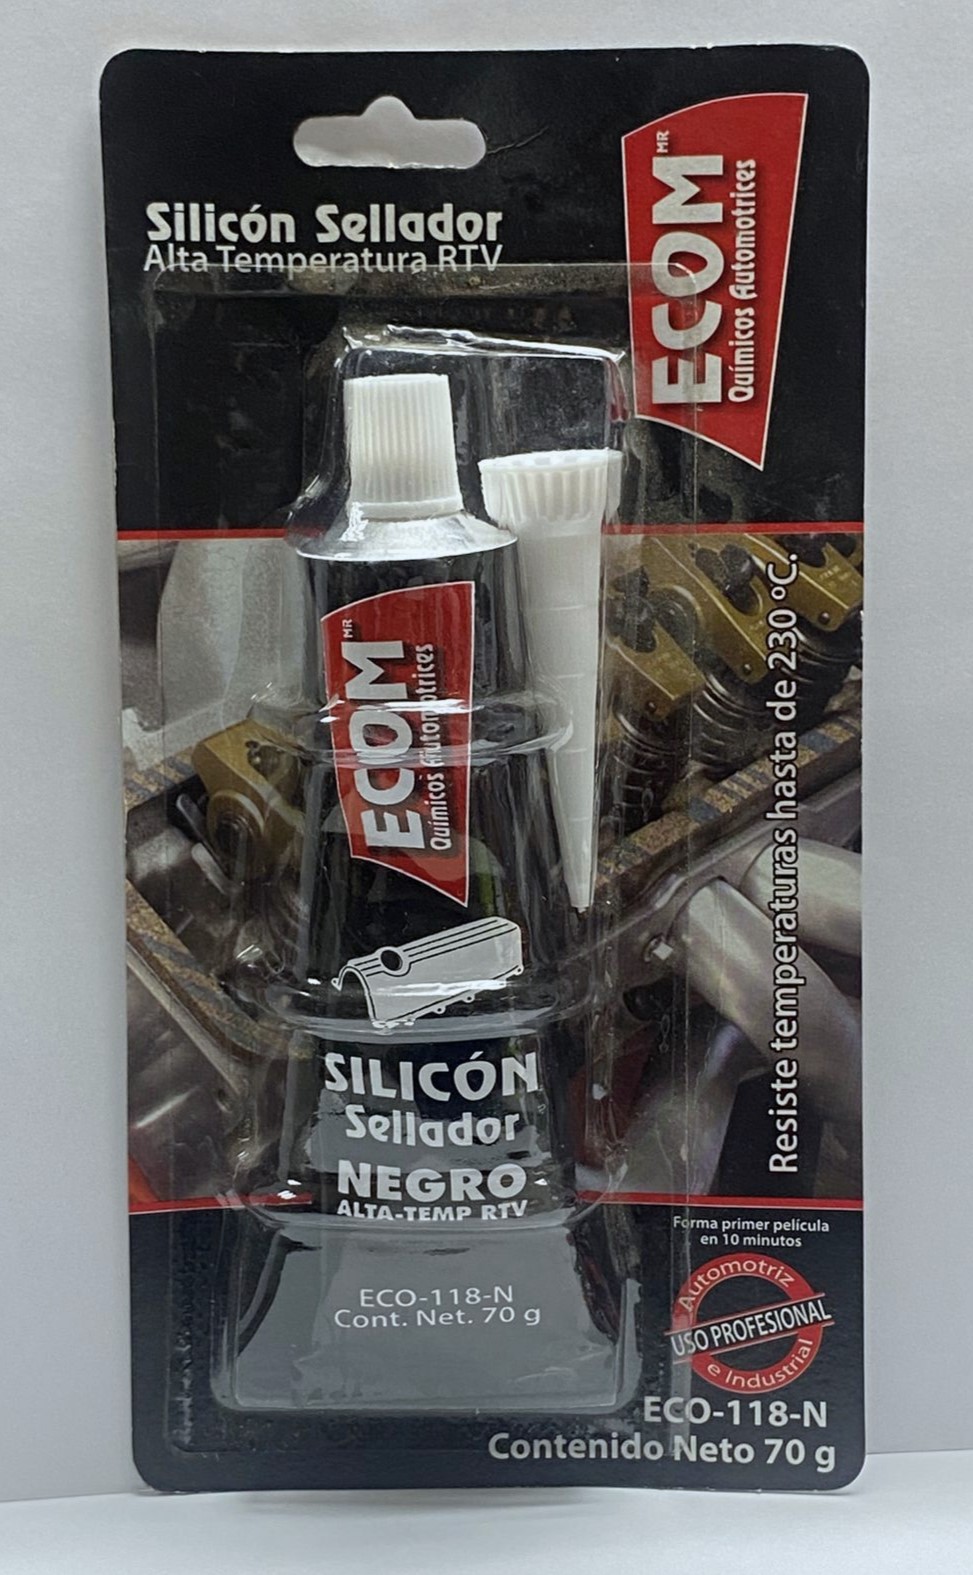 Silicón Sellador
Alta Temperatura RTV
ECOM MR
Químicos Automotrices
ECOM MR
Químicos Automotrices
Resiste temperaturas hasta de 230 °C.
SILICÓN
Sellador
NEGRO
ALTA-TEMP RTV
ECO-118-N
Cont. Net. 70 g
Forma primer película
en 10 minutos
Automotriz
USO PROFESIONAL
e Industrial
ECO-118-N
Contenido Neto 70 g